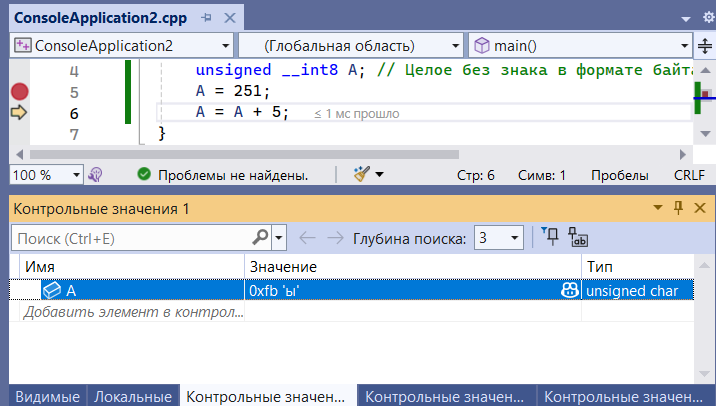 ConsoleApplication2.cpp
ConsoleApplication2 (Глобальная область) main()
4 unsigned __int8 A; // Целое без знака в формате байта
5 A = 251;
6 A = A + 5; ≤ 1 мс прошло
7 }
100 % Проблемы не найдены. Стр: 6 Симв: 1 Пробелы CRLF
Контрольные значения 1
Поиск (Ctrl+E) Глубина поиска: 3
Имя Значение Тип
A 0xfb 'ы' unsigned char
Добавить элемент в контрол...
Видимые Локальные Контрольные значен... Контрольные значен... Контрольные значен...